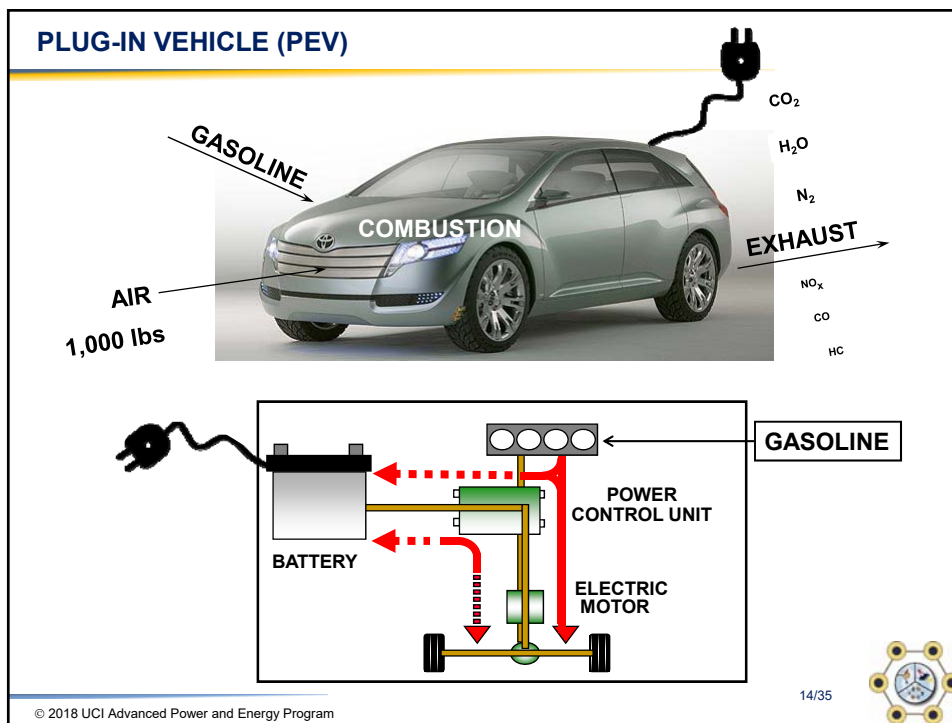 PLUG-IN VEHICLE (PEV)
CO₂
GASOLINE
H₂O
N₂
COMBUSTION
EXHAUST
AIR
NOX
1,000 lbs
CO
HC
GASOLINE
POWER
CONTROL UNIT
BATTERY
ELECTRIC
MOTOR
14/35
© 2018 UCI Advanced Power and Energy Program